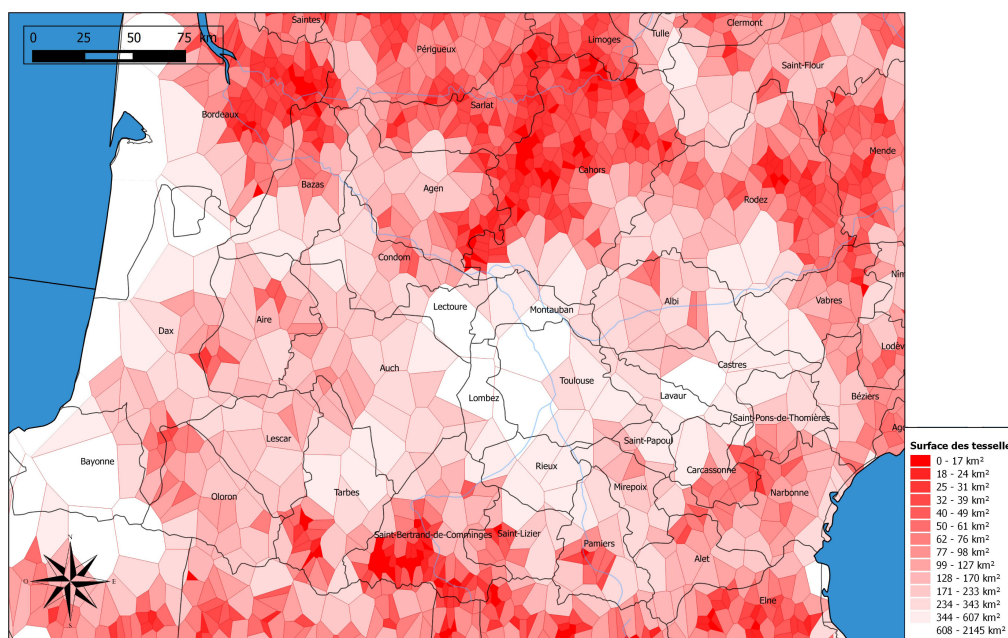 Saintes
Clermont
0 25 50 75 km
Tulle
Limoges
Périgueux
Saint-Flour
Sarlat
Bordeaux
Mende
Cahors
Bazas
Agen
Rodez
Condom
Nîm
Albi
Vabres
Lectoure
Montauban
Aire
Dax
Lodèv
Castres
Auch
Toulouse
Lavaur
Lombez
Béziers
Saint-Pons-de-Thomières
Ag
Lescar
Saint-Papoul
Bayonne
Rieux
Carcassonne
Surface des tesselle
Mirepoix
Tarbes
Narbonne
Oloron
Saint-Bertrand-de-Comminges
Saint-Lizier
Pamiers
Alet
Elne
N
O
E
S
0 - 17 km²
18 - 24 km²
25 - 31 km²
32 - 39 km²
40 - 49 km²
50 - 61 km²
62 - 76 km²
77 - 98 km²
99 - 127 km²
128 - 170 km²
171 - 233 km²
234 - 343 km²
344 - 607 km²
608 - 2145 km²